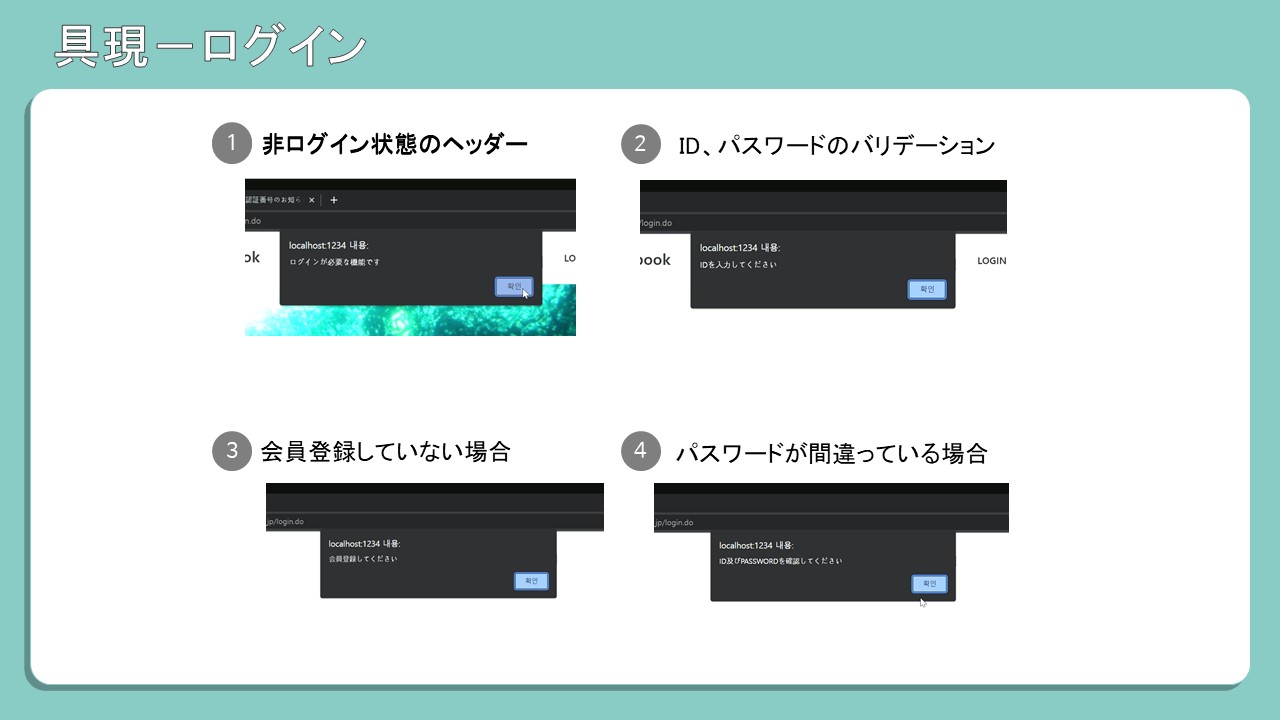 具現－ログイン
1 非ログイン状態のヘッダー
認証番号のお知ら × +
n.do
localhost:1234 내용:
ok
LO
ログインが必要な機能です
확인
2 ID、パスワードのバリデーション
/login.do
localhost:1234 내용:
book
LOGIN
IDを入力してください
확인
3 会員登録していない場合
jp/login.do
localhost:1234 내용:
会員登録してください
확인
4 パスワードが間違っている場合
jp/login.do
localhost:1234 내용:
ID及びPASSWORDを確認してください
확인